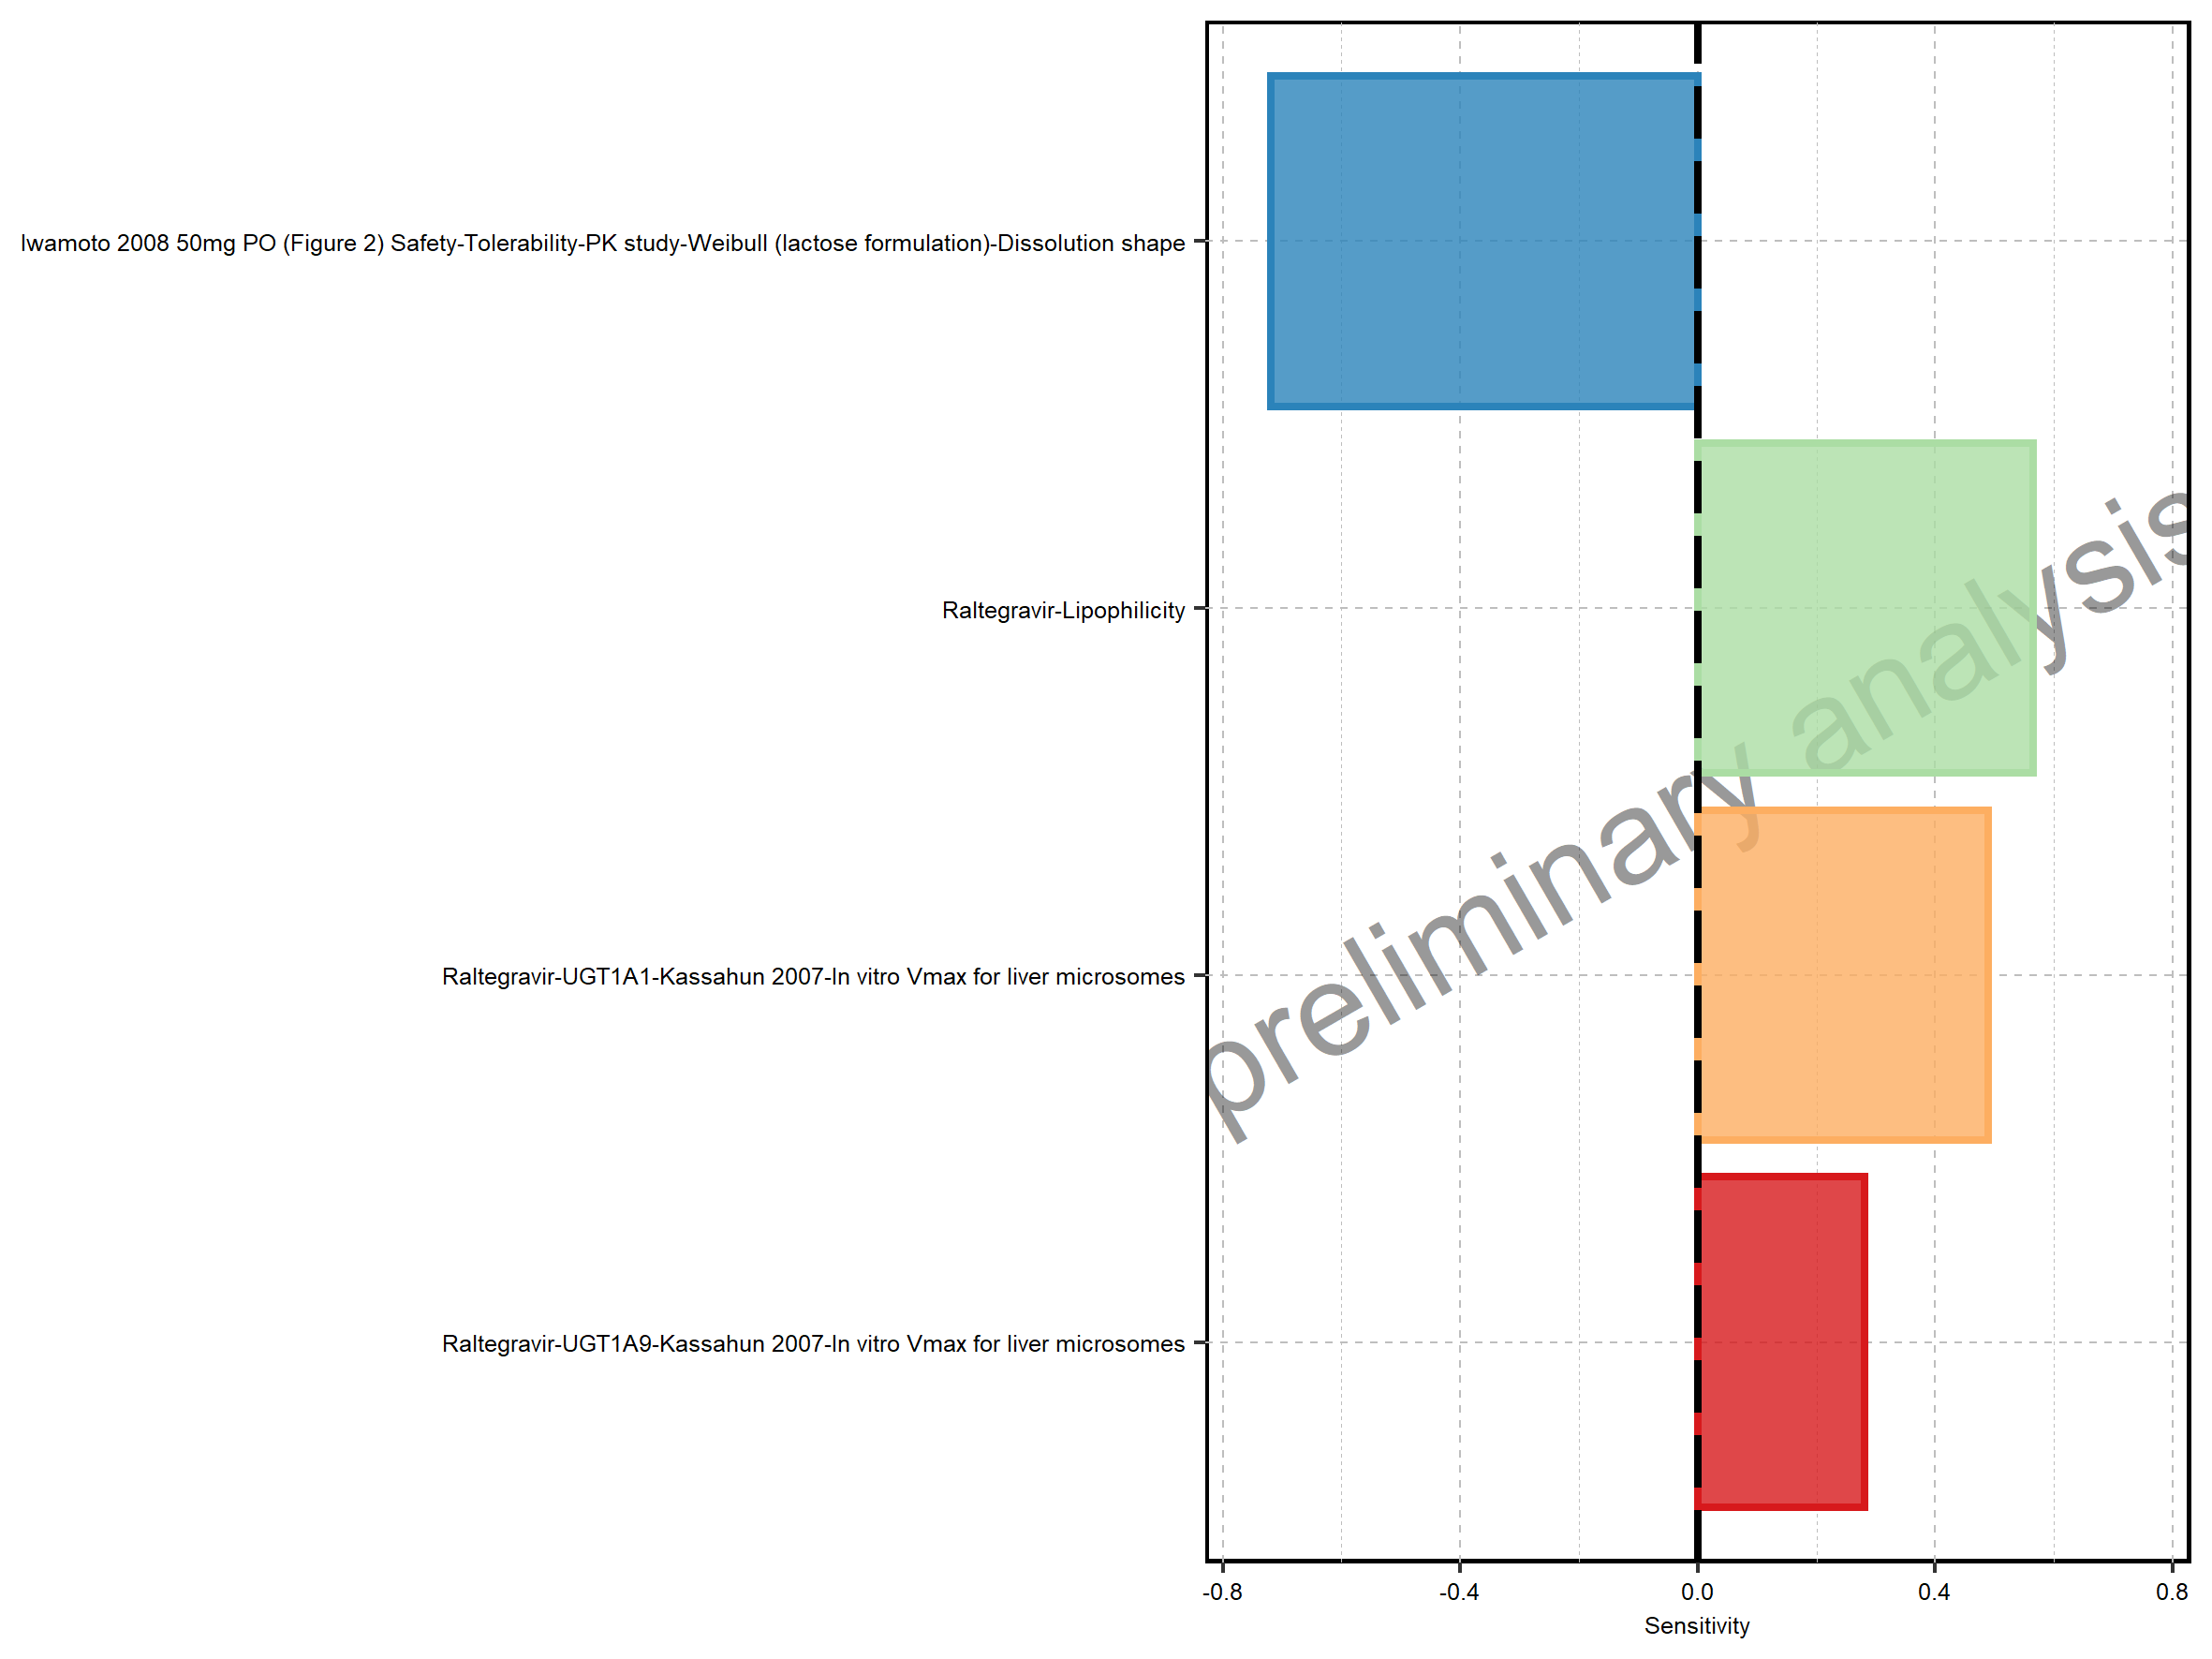 Iwamoto 2008 50mg PO (Figure 2) Safety-Tolerability-PK study-Weibull (lactose formulation)-Dissolution shape
Raltegravir-Lipophilicity
preliminary analysis
Raltegravir-UGT1A1-Kassahun 2007-In vitro Vmax for liver microsomes
Raltegravir-UGT1A9-Kassahun 2007-In vitro Vmax for liver microsomes
-0.8 -0.4 0.0 0.4 0.8
Sensitivity